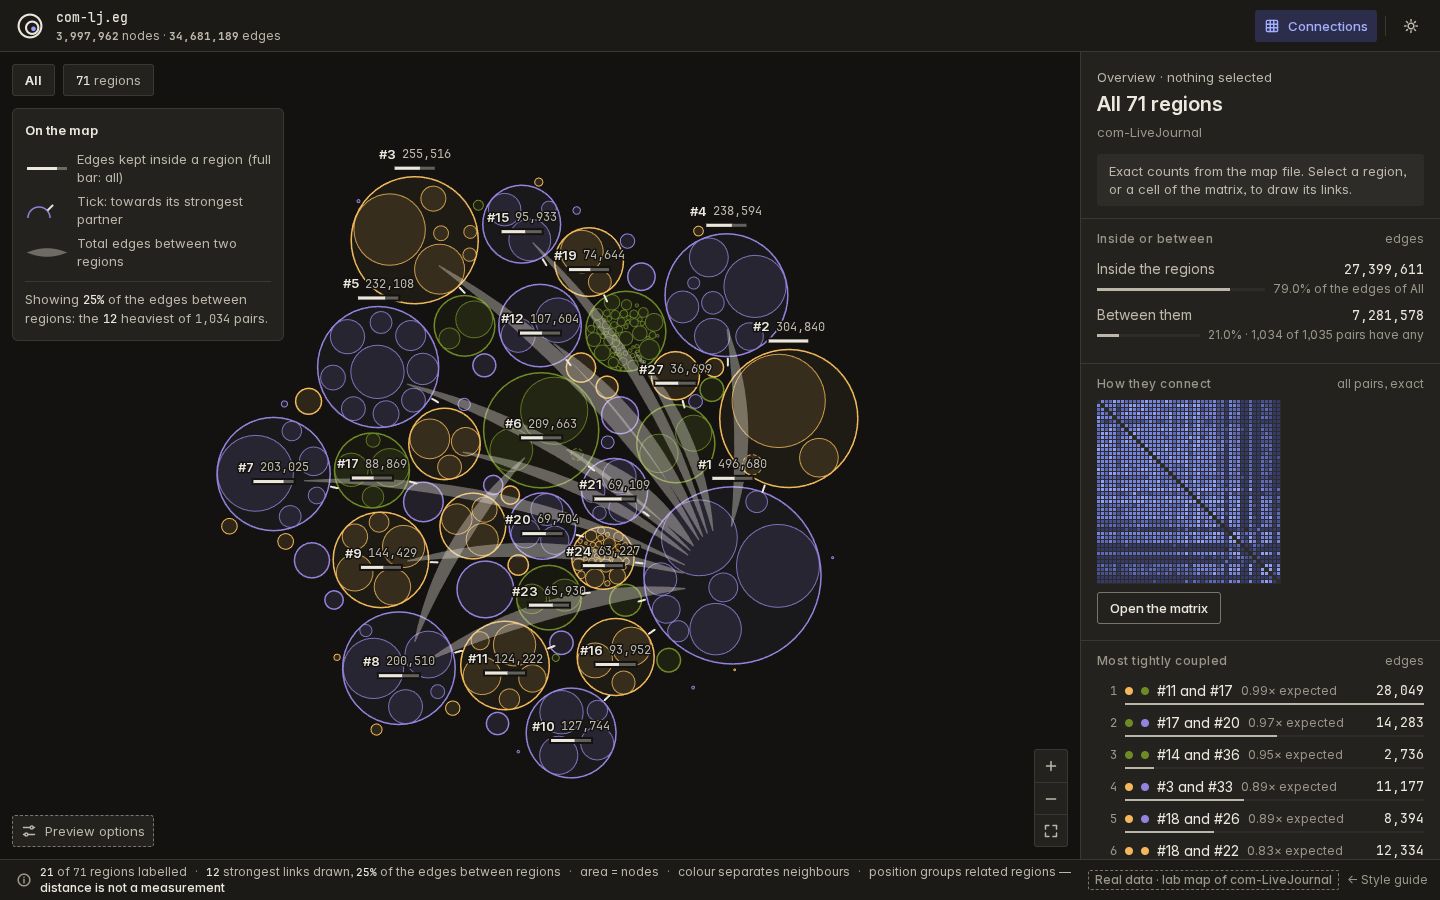 com-lj.eg
3,997,962 nodes · 34,681,189 edges
Connections
All
71 regions
On the map
Edges kept inside a region (full
bar: all)
Tick: towards its strongest
partner
Total edges between two
regions
Showing 25% of the edges between
regions: the 12 heaviest of 1,034 pairs.
#3 255,516
#15 95,933
#4 238,594
#19 74,644
#5 232,108
#12 107,604
#2 304,840
#27 36,699
#6 209,663
#7 203,025
#17 88,869
#1 496,680
#21 69,109
#20 69,704
#9 144,429
#24 63,227
#23 65,930
#8 200,510
#11 124,222
#16 93,952
#10 127,744
Preview options
Overview · nothing selected
All 71 regions
com-LiveJournal
Exact counts from the map file. Select a region,
or a cell of the matrix, to draw its links.
Inside or between edges
Inside the regions 27,399,611
79.0% of the edges of All
Between them 7,281,578
21.0% · 1,034 of 1,035 pairs have any
How they connect all pairs, exact
Open the matrix
Most tightly coupled edges
1 #11 and #17 0.99× expected 28,049
2 #17 and #20 0.97× expected 14,283
3 #14 and #36 0.95× expected 2,736
4 #3 and #33 0.89× expected 11,177
5 #18 and #26 0.89× expected 8,394
6 #18 and #22 0.83× expected 12,334
21 of 71 regions labelled · 12 strongest links drawn, 25% of the edges between regions · area = nodes · colour separates neighbours · position groups related regions —
distance is not a measurement
Real data · lab map of com-LiveJournal
← Style guide